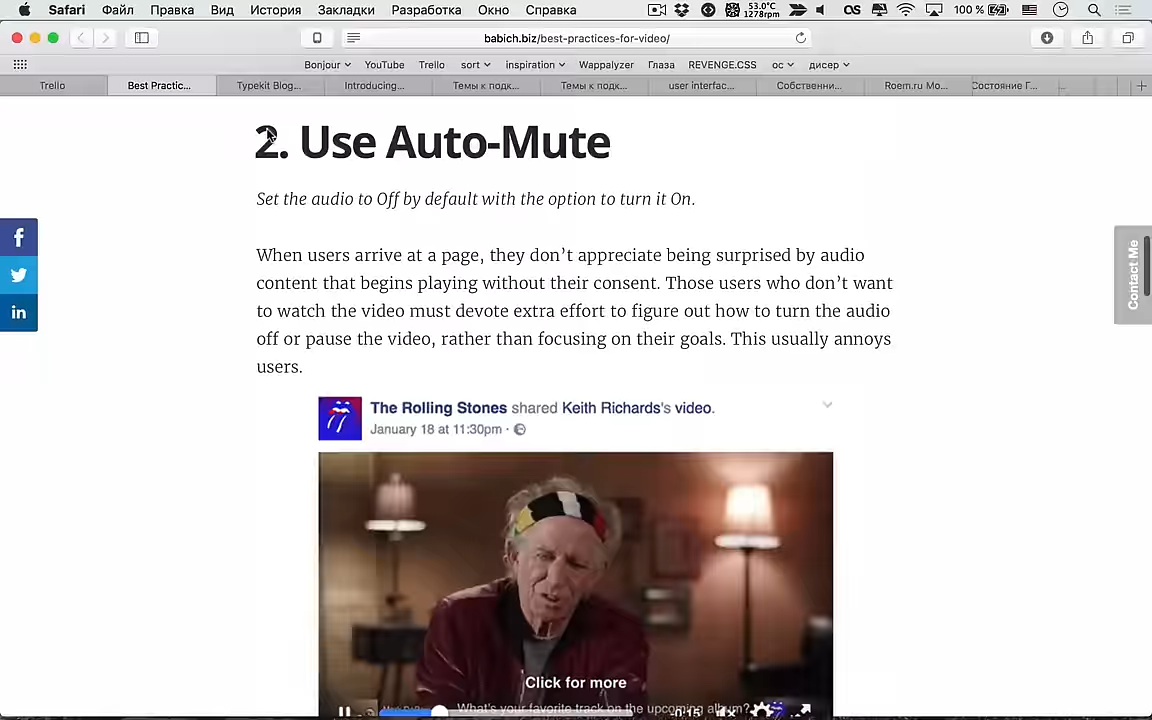 Safari Файл Правка Вид История Закладки Разработка Окно Справка 53.0°C 1278rpm 100 %
babich.biz/best-practices-for-video/
Bonjour YouTube Trello sort inspiration Wappalyzer Глаза REVENGE.CSS ос дисер
Trello Best Practic... Typekit Blog... Introducing... Темы к подк... Темы к подк... user interfac... Собственни... Roem.ru Mo... Состояние Г...
2. Use Auto-Mute
Set the audio to Off by default with the option to turn it On.
When users arrive at a page, they don’t appreciate being surprised by audio
content that begins playing without their consent. Those users who don’t want
to watch the video must devote extra effort to figure out how to turn the audio
off or pause the video, rather than focusing on their goals. This usually annoys
users.
Contact Me
The Rolling Stones shared Keith Richards's video.
January 18 at 11:30pm ·
Click for more
What's your favorite track on the upcoming album?
-0:15